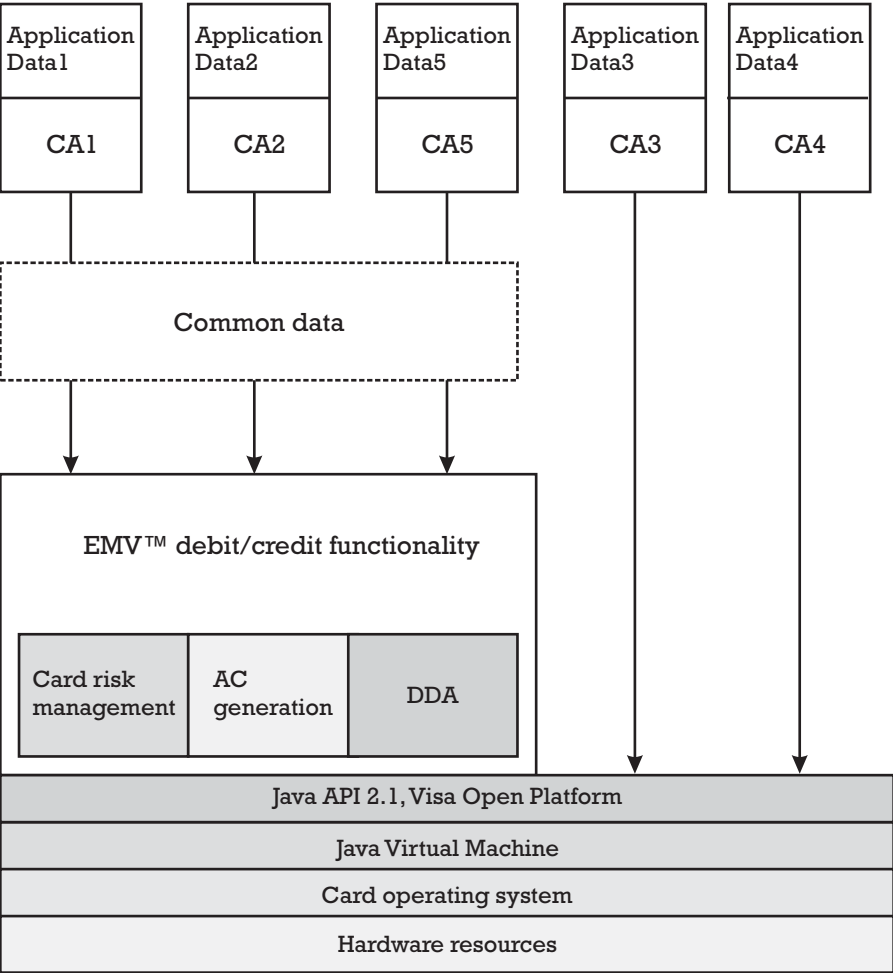 Application
Data1
Application
Data2
Application
Data5
Application
Data3
Application
Data4
CA1
CA2
CA5
CA3
CA4
Common data
EMV™ debit/credit functionality
Card risk
management
AC
generation
DDA
Java API 2.1, Visa Open Platform
Java Virtual Machine
Card operating system
Hardware resources